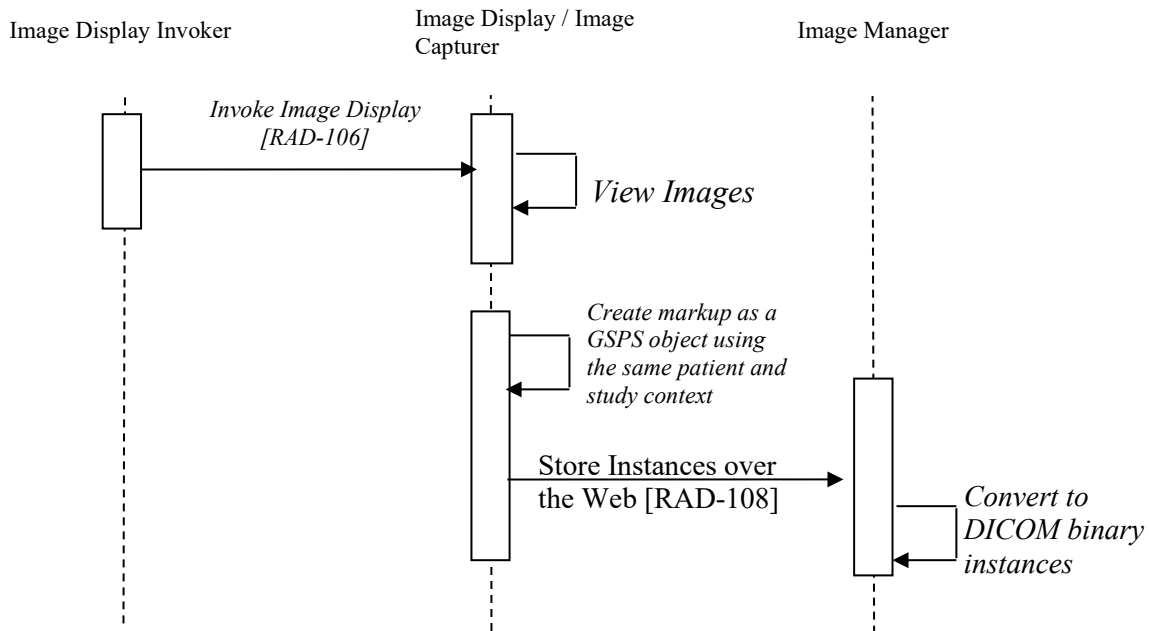 Image Display Invoker
Image Display / Image
Capturer
Image Manager
Invoke Image Display
[RAD-106]
View Images
Create markup as a
GSPS object using
the same patient and
study context
Store Instances over
the Web [RAD-108]
Convert to
DICOM binary
instances